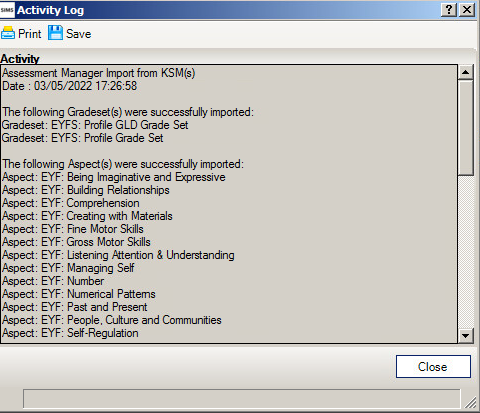 SIMS Activity Log
Print Save
Activity
Assessment Manager Import from KSM(s)
Date : 03/05/2022 17:26:58
The following Gradeset(s) were successfully imported:
Gradeset: EYFS: Profile GLD Grade Set
Gradeset: EYFS: Profile Grade Set
The following Aspect(s) were successfully imported:
Aspect: EYF: Being Imaginative and Expressive
Aspect: EYF: Building Relationships
Aspect: EYF: Comprehension
Aspect: EYF: Creating with Materials
Aspect: EYF: Fine Motor Skills
Aspect: EYF: Gross Motor Skills
Aspect: EYF: Listening Attention & Understanding
Aspect: EYF: Managing Self
Aspect: EYF: Number
Aspect: EYF: Numerical Patterns
Aspect: EYF: Past and Present
Aspect: EYF: People, Culture and Communities
Aspect: EYF: Self-Regulation
Close